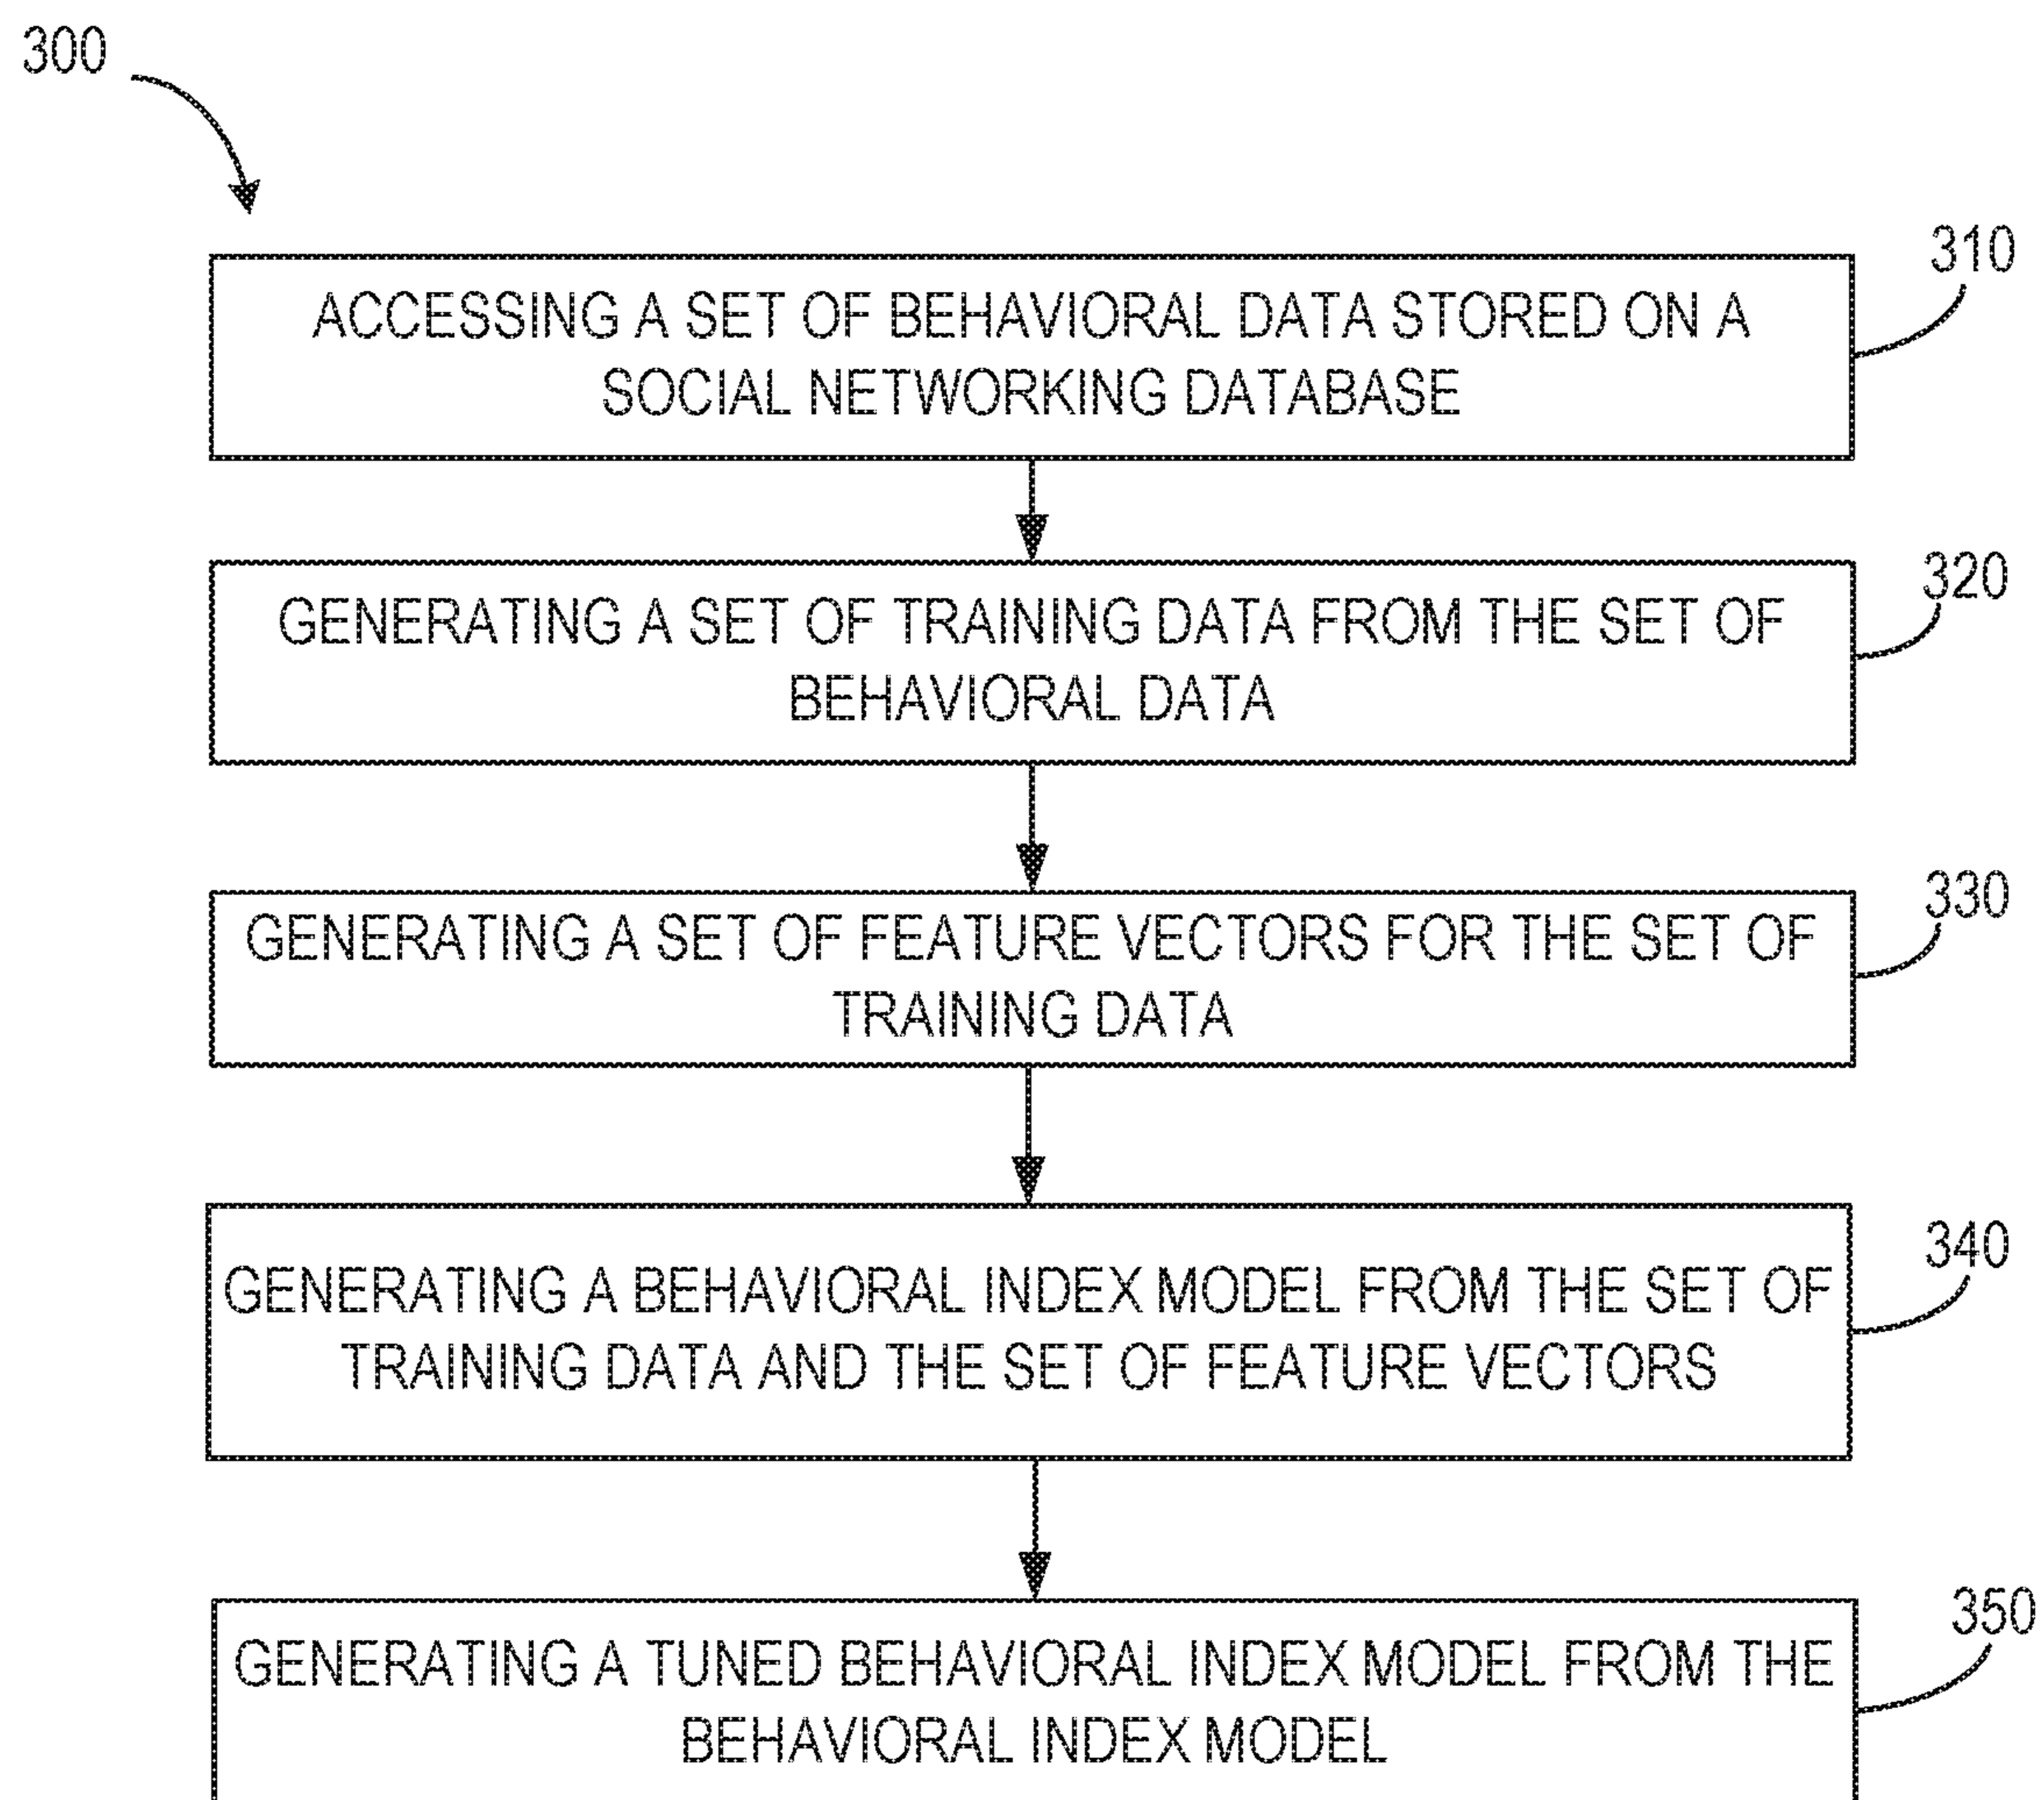 300
310
ACCESSING A SET OF BEHAVIORAL DATA STORED ON A
SOCIAL NETWORKING DATABASE
320
GENERATING A SET OF TRAINING DATA FROM THE SET OF
BEHAVIORAL DATA
330
GENERATING A SET OF FEATURE VECTORS FOR THE SET OF
TRAINING DATA
340
GENERATING A BEHAVIORAL INDEX MODEL FROM THE SET OF
TRAINING DATA AND THE SET OF FEATURE VECTORS
350
GENERATING A TUNED BEHAVIORAL INDEX MODEL FROM THE
BEHAVIORAL INDEX MODEL